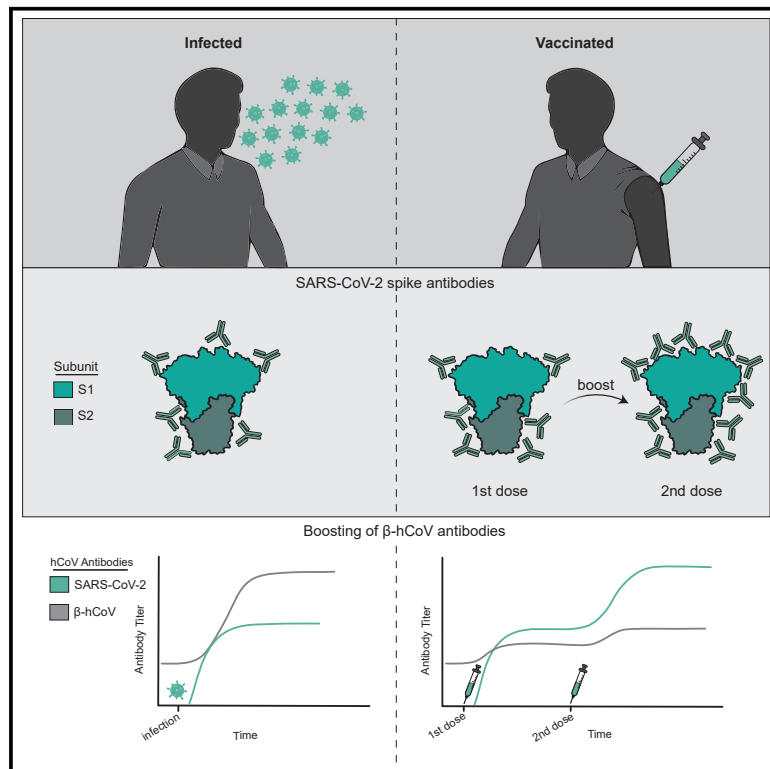 Infected
Vaccinated
SARS-CoV-2 spike antibodies
Subunit
S1
S2
boost
1st dose
2nd dose
Boosting of β-hCoV antibodies
hCoV Antibodies
SARS-CoV-2
β-hCoV
Antibody Titer
infection
Time
Antibody Titer
1st dose
2nd dose
Time